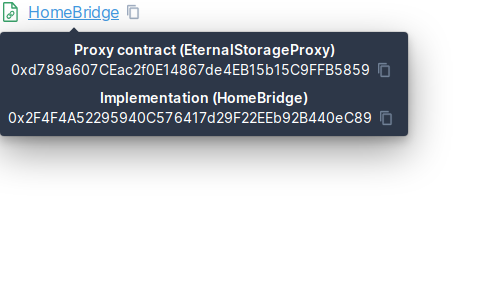 HomeBridge
Proxy contract (EternalStorageProxy)
0xd789a607CEac2f0E14867de4EB15b15C9FFB5859
Implementation (HomeBridge)
0x2F4F4A52295940C576417d29F22EEb92B440eC89